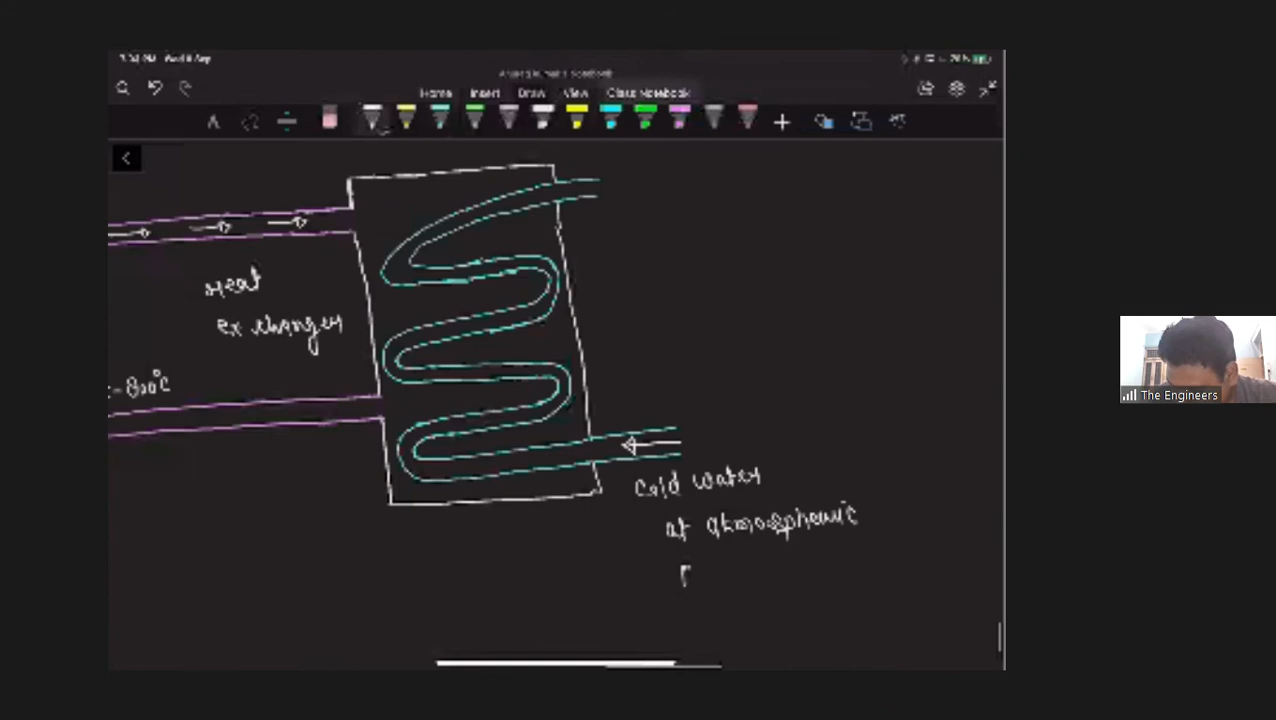 Home Insert Draw View Class Notebook
Heat
exchanger
- 800°C
Cold water
at atmospheric
The Engineers